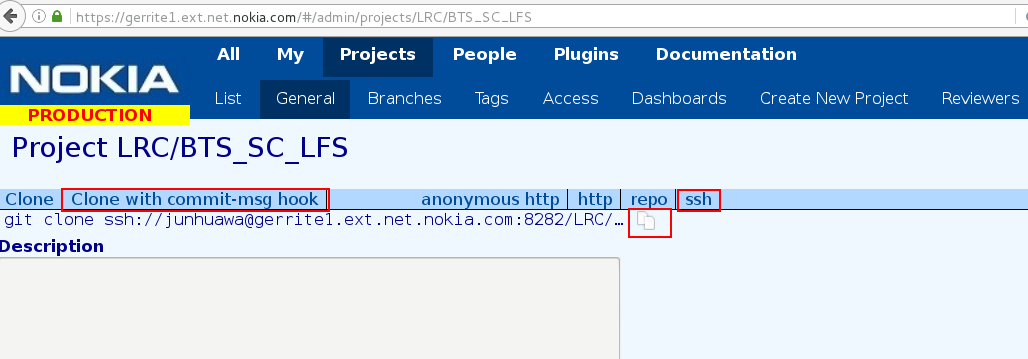 https://gerrite1.ext.net.nokia.com/#/admin/projects/LRC/BTS_SC_LFS
NOKIA
PRODUCTION
All My Projects People Plugins Documentation
List General Branches Tags Access Dashboards Create New Project Reviewers
Project LRC/BTS_SC_LFS
Clone Clone with commit-msg hook anonymous http http repo ssh
git clone ssh://junhuawa@gerrite1.ext.net.nokia.com:8282/LRC/…
Description